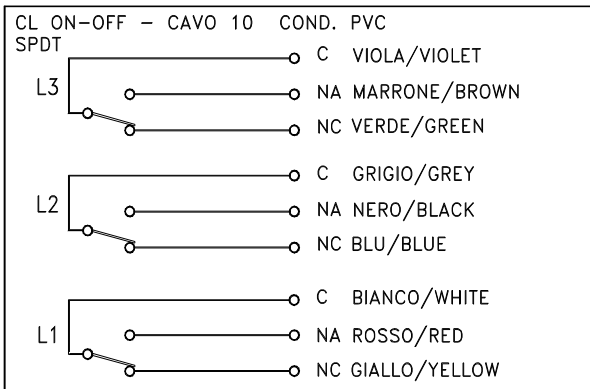 CL ON-OFF - CAVO 10 COND. PVC
SPDT
C VIOLA/VIOLET
L3
NA MARRONE/BROWN
NC VERDE/GREEN
C GRIGIO/GREY
L2
NA NERO/BLACK
NC BLU/BLUE
C BIANCO/WHITE
L1
NA ROSSO/RED
NC GIALLO/YELLOW